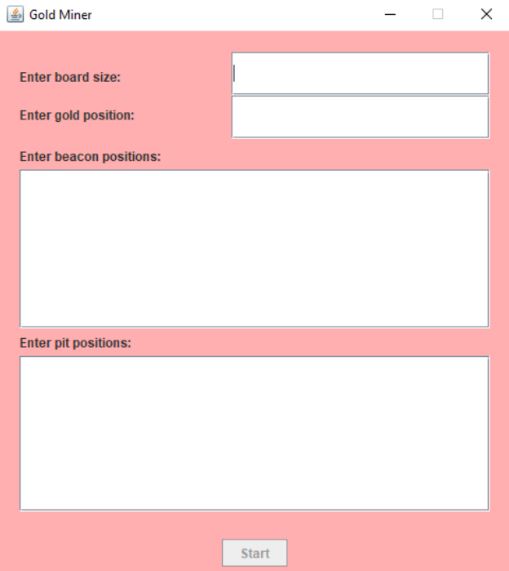 Gold Miner
Enter board size:
Enter gold position:
Enter beacon positions:
Enter pit positions:
Start